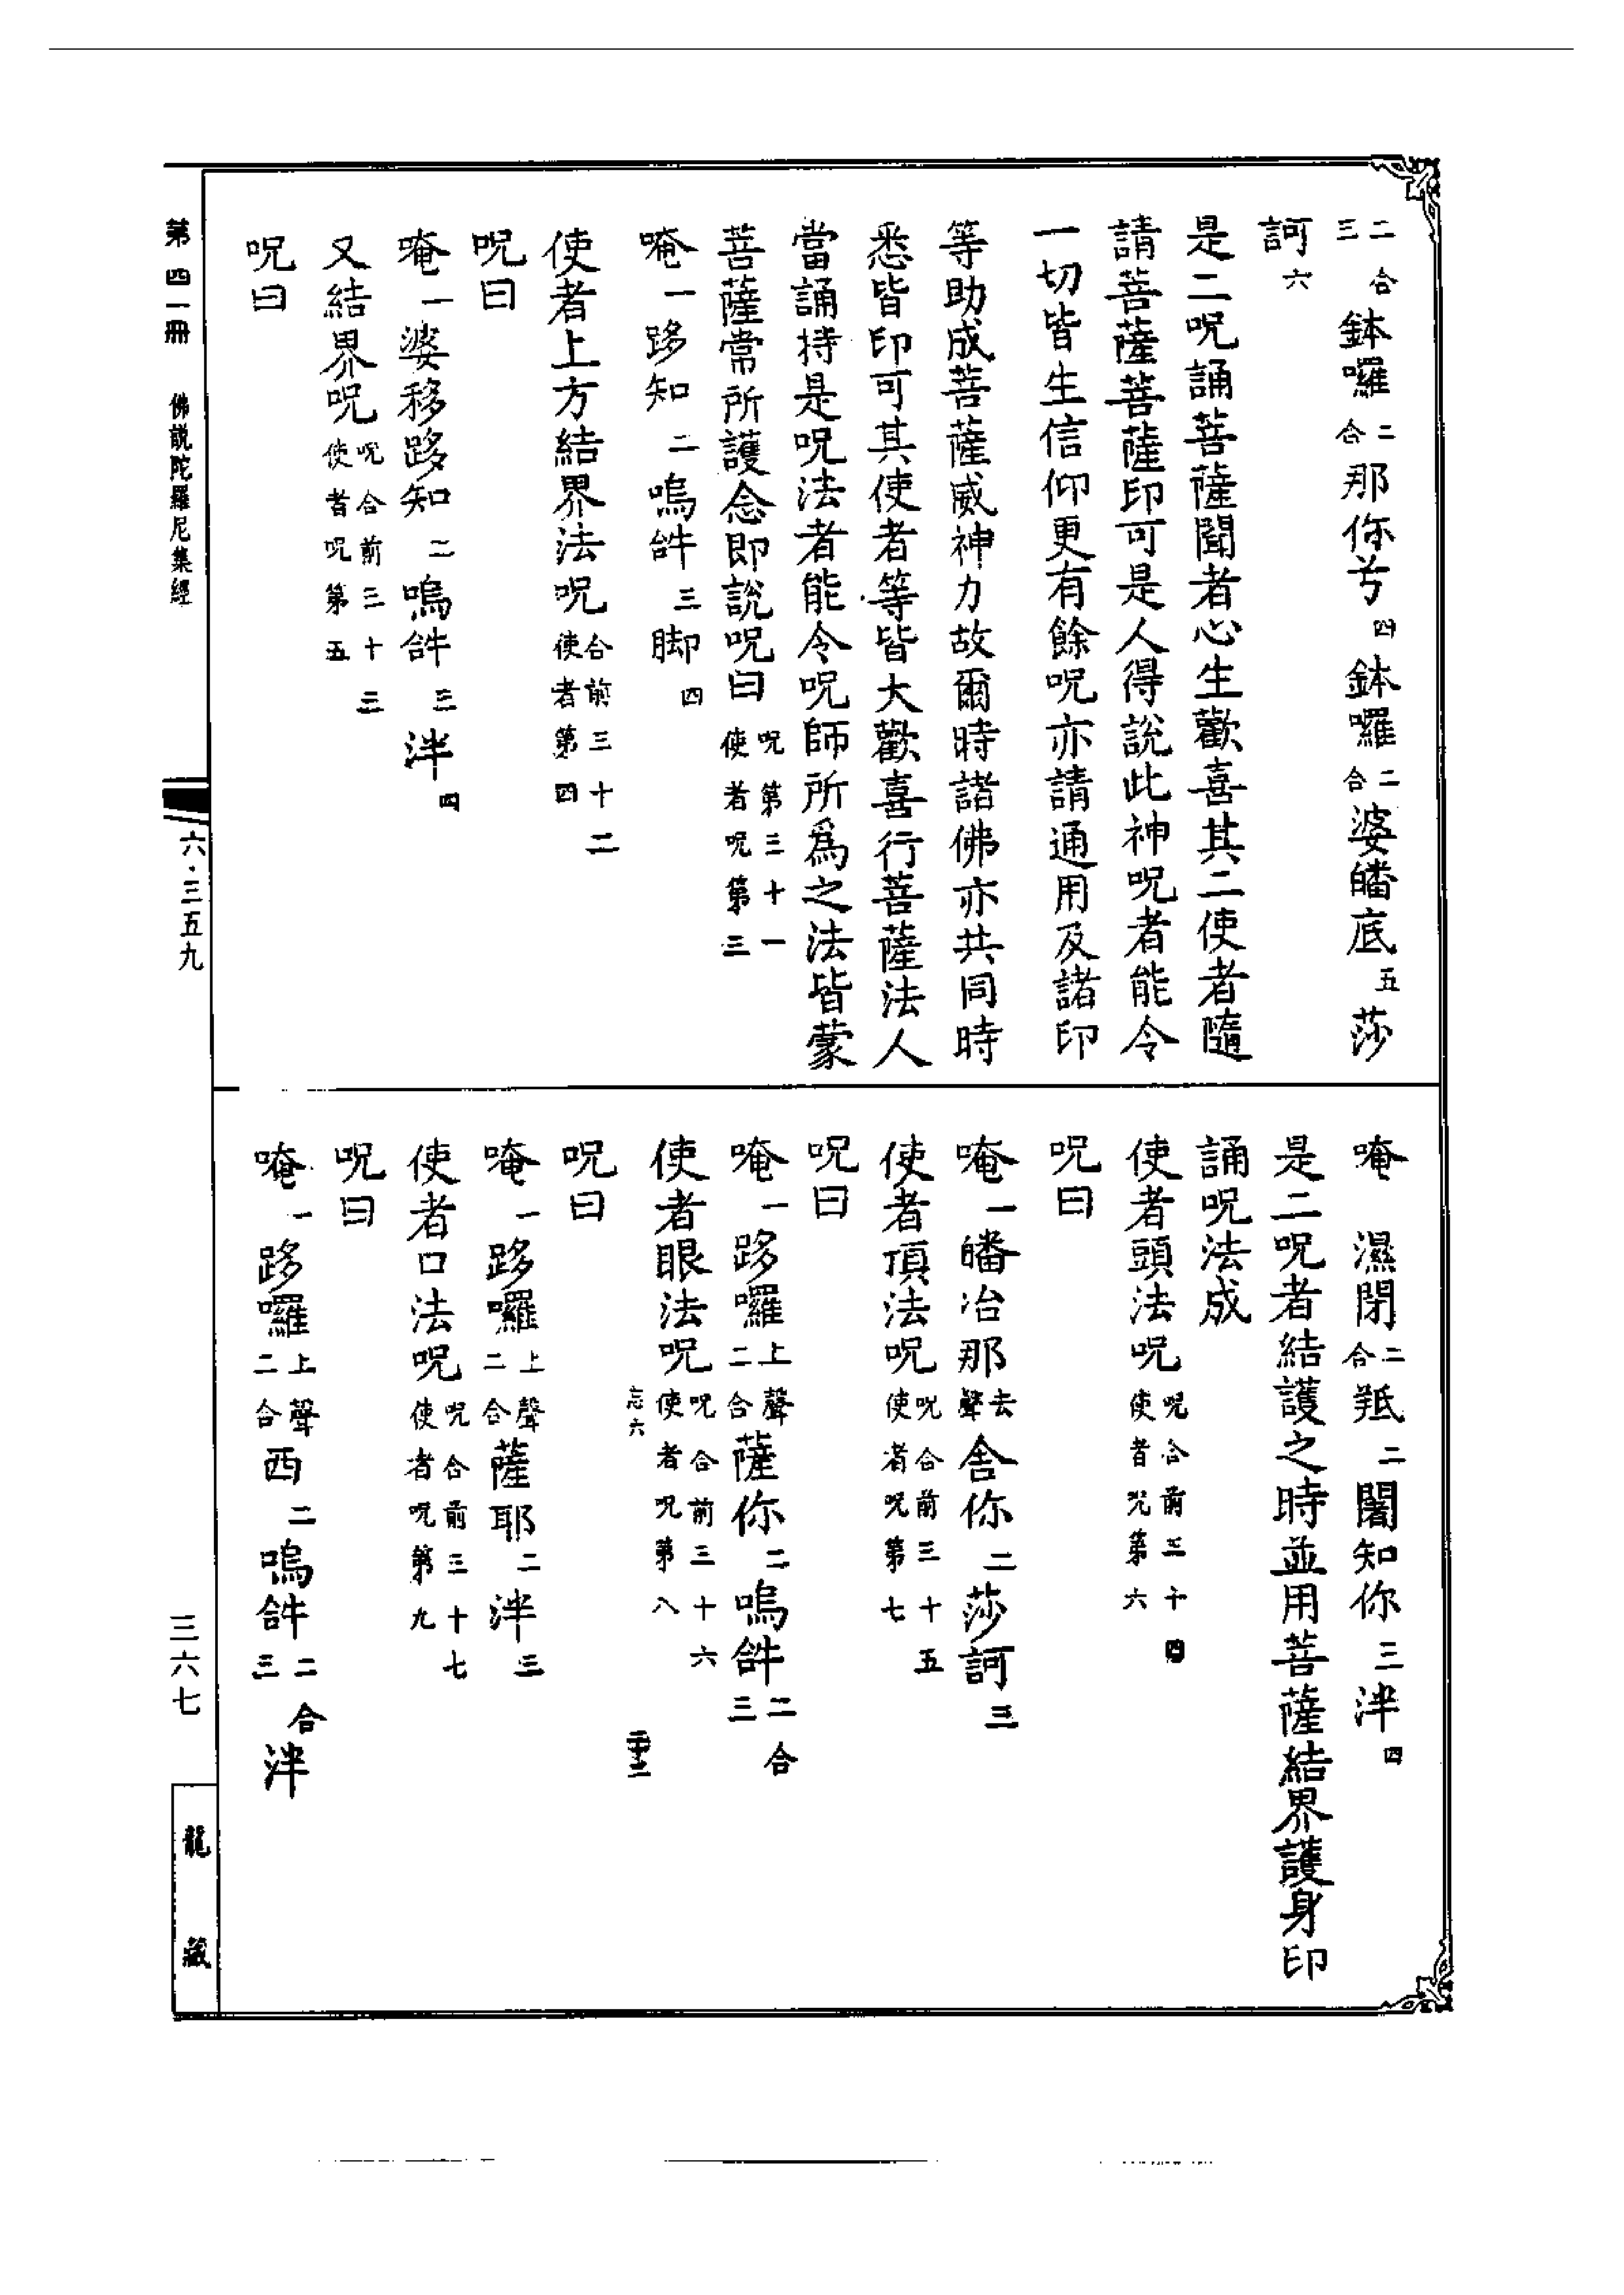 二合三鉢囉二合那你兮四鉢囉二合婆皤底五莎
訶六
是二呪誦菩薩聞者心生歡喜其二使者隨
請菩薩菩薩印可是人得說此神呪者能令
一切皆生信仰更有餘呪亦請通用及諸印
等助成菩薩威神力故爾時諸佛亦共同時
悉皆印可其使者等皆大歡喜行菩薩法人
當誦持是呪法者能令呪師所爲之法皆蒙
菩薩常所護念即說呪曰呪第三十一使者呪第三
唵一跢知二嗚𤙖三脚四
使者上方結界法呪合前三十二使者第四
呪曰
唵一婆移跢知二嗚𤙖三泮四
又結界呪呪合前三十三使者呪第五
呪曰
唵濕閉二合羝二闍知你三泮四
是二呪者結護之時並用菩薩結界護身印
誦呪法成
使者頭法呪呪合前三十四使者呪第六
呪曰
唵一皤冶那去聲舍你二莎訶三
使者頂法呪呪合前三十五使者呪第七
呪曰
唵一跢囉上聲二合薩你二嗚𤙖二合三
使者眼法呪呪合前三十六使者呪第八
忘六
呪曰
唵一跢囉上聲二合薩耶二泮三
使者口法呪呪合前三十七使者呪第九
呪曰
唵一跢囉上聲二合西二嗚𤙖二合三泮
第四一冊 佛說陀羅尼集經
六·三五九
三六七
龍藏